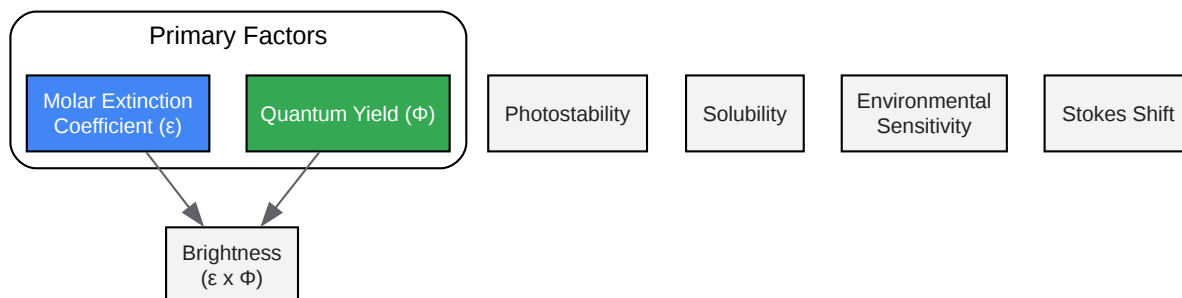 Primary Factors
Molar Extinction
Coefficient (ε)
Quantum Yield (Φ)
Photostability
Solubility
Environmental
Sensitivity
Stokes Shift
Brightness
(ε x Φ)